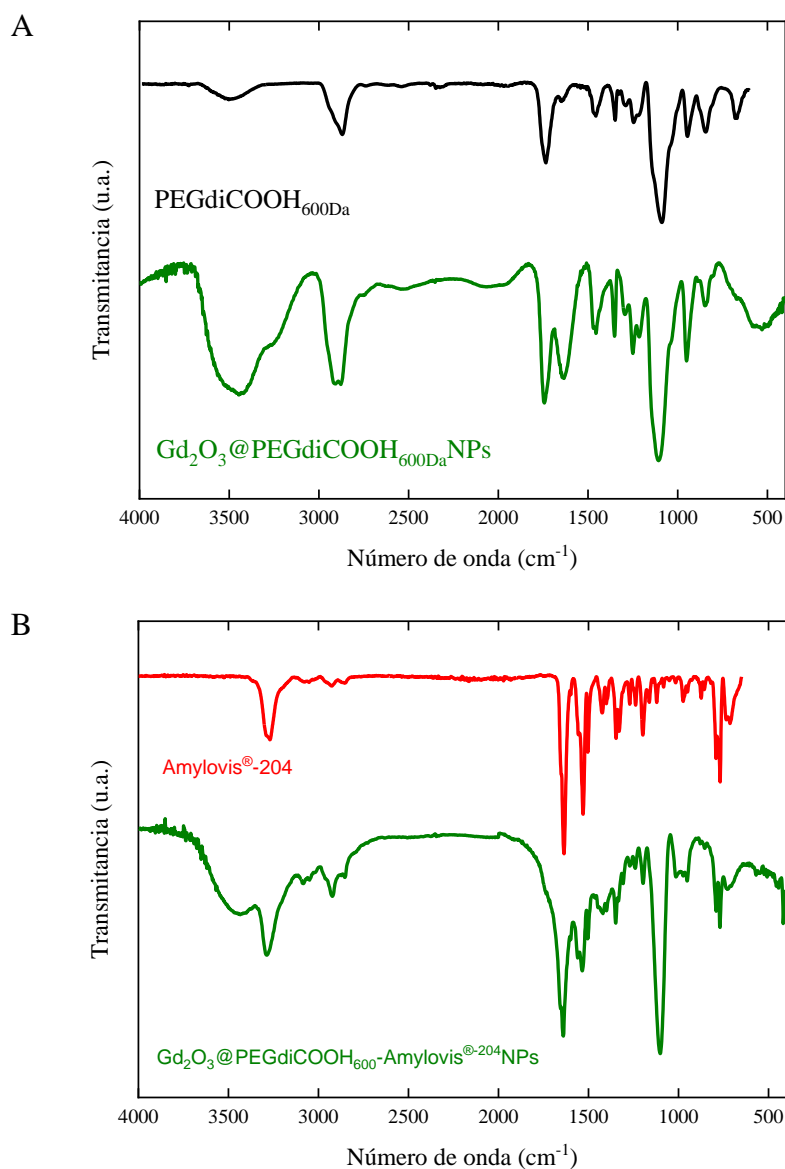 A
Transmitancia (u.a.)
PEGdiCOOH600Da
Gd2O3@PEGdiCOOH600DaNPs
4000 3500 3000 2500 2000 1500 1000 500
Número de onda (cm-1)
B
Transmitancia (u.a.)
Amylovis®-204
Gd2O3@PEGdiCOOH600-Amylovis®-204NPs
4000 3500 3000 2500 2000 1500 1000 500
Número de onda (cm-1)